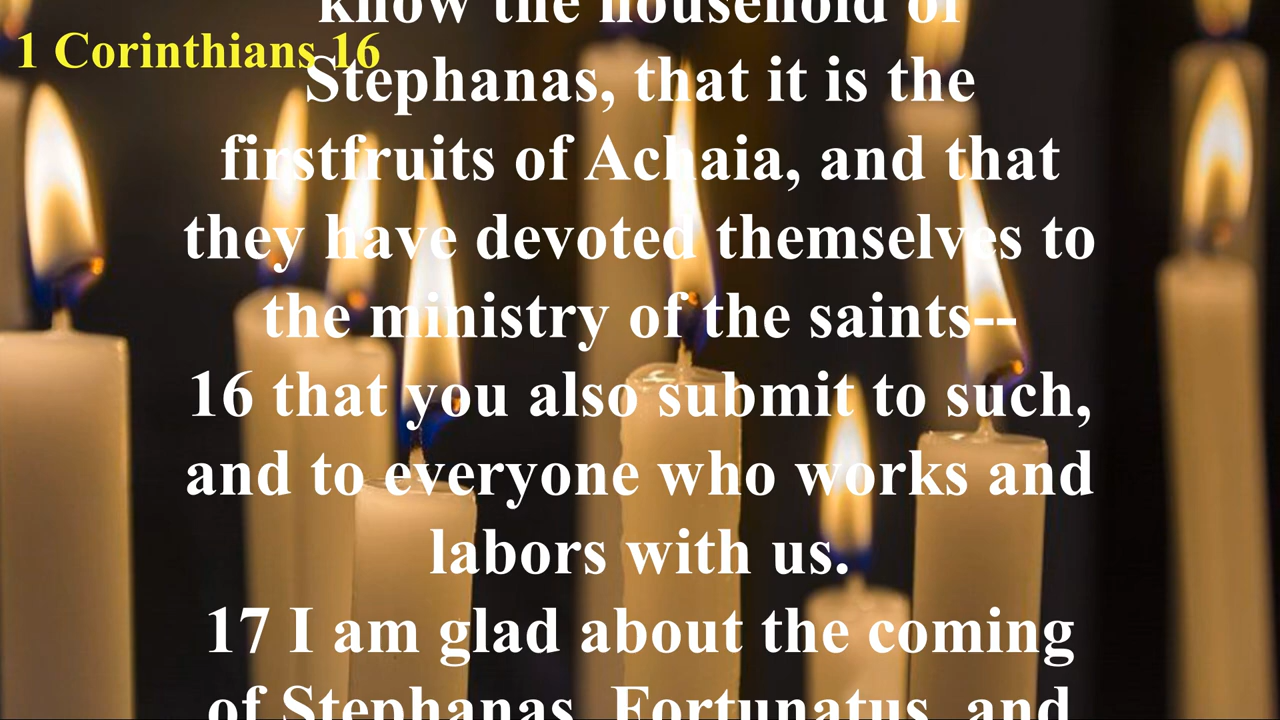 know the household of
1 Corinthians 16
Stephanas, that it is the
firstfruits of Achaia, and that
they have devoted themselves to
the ministry of the saints--
16 that you also submit to such,
and to everyone who works and
labors with us.
17 I am glad about the coming
of Stephanas, Fortunatus, and